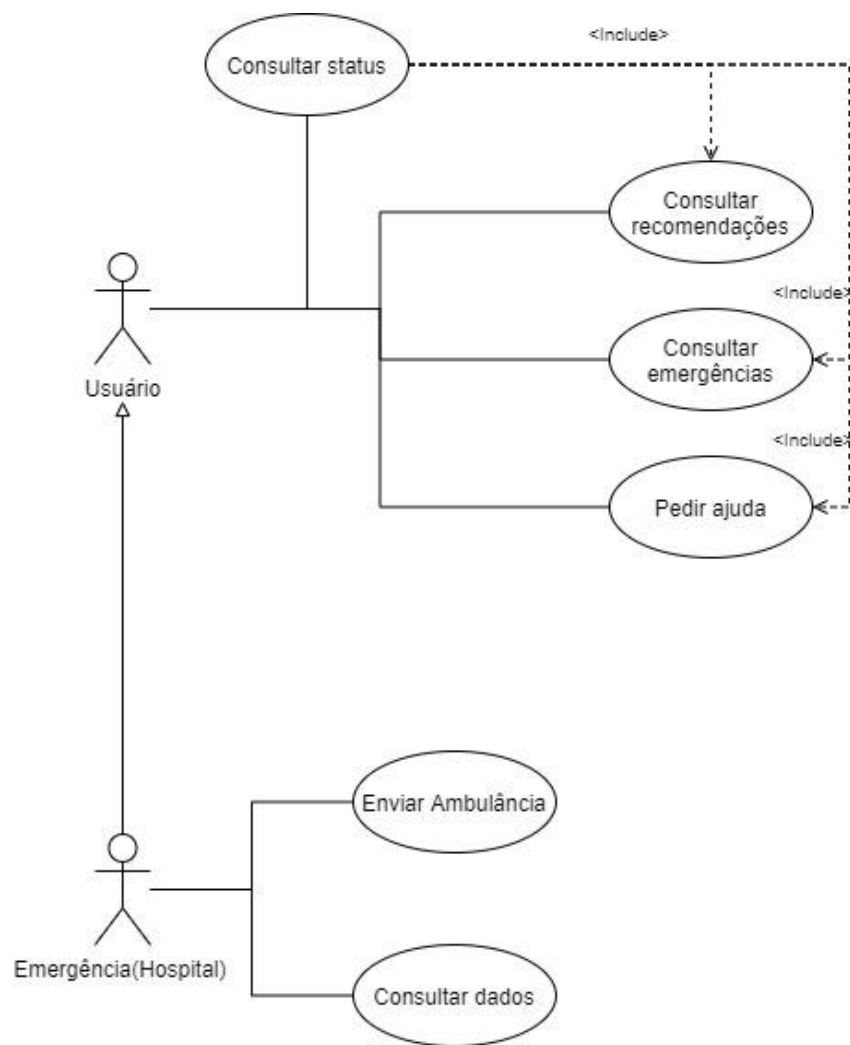 <Include>
Consultar status
Consultar
recomendações
<Include>
Consultar
emergências
Usuário
<Include>
Pedir ajuda
Enviar Ambulância
Emergência(Hospital)
Consultar dados